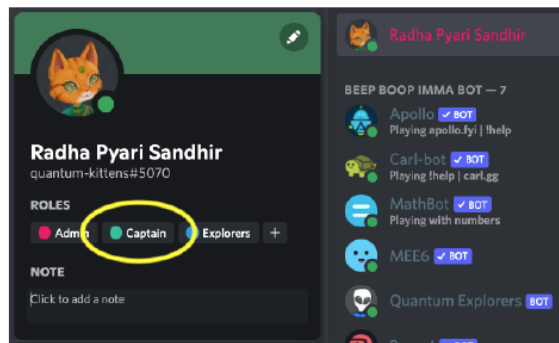 Radha Pyari Sandhir
quantum-kittens#5070
ROLES
Admin Captain Explorers +
NOTE
Click to add a note
Radha Pyari Sandhir
BEEP BOOP IMMA BOT — 7
Apollo ✓ BOT
Playing apollo.fyi | !help
Carl-bot ✓ BOT
Playing !help | carl.gg
MathBot ✓ BOT
Playing with numbers
MEE6 ✓ BOT
Quantum Explorers BOT